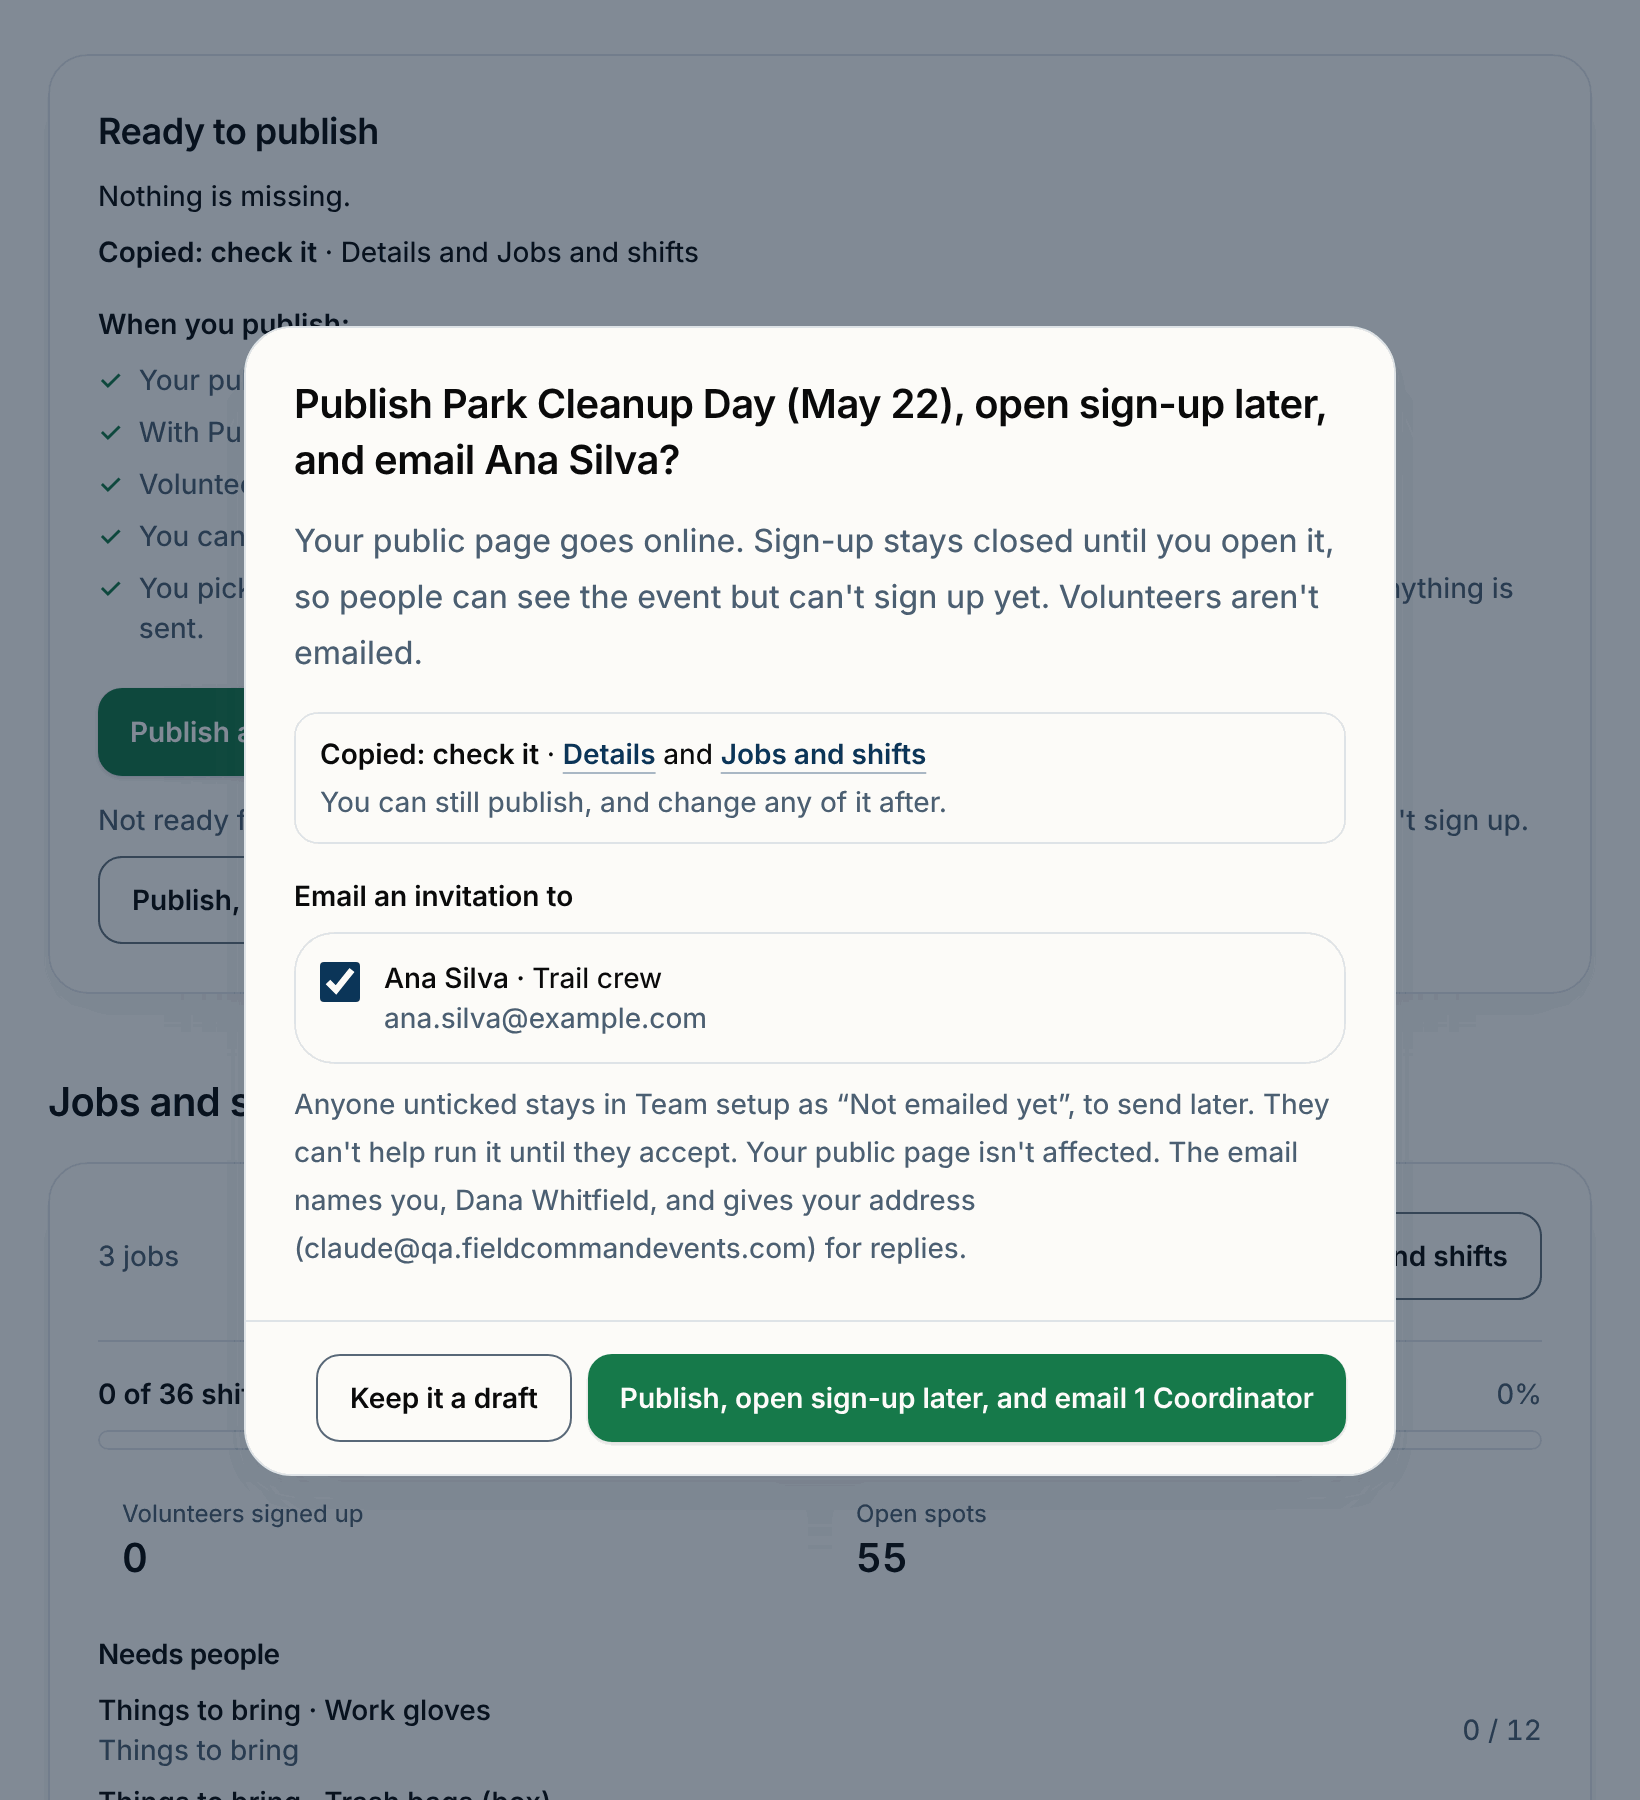 Ready to publish
Nothing is missing.
Copied: check it · Details and Jobs and shifts
When you publish:
Your
With
You can
You pick
anything is
sent.
Publish
Not ready
't sign up.
Publish,
Publish Park Cleanup Day (May 22), open sign-up later,
and email Ana Silva?
Your public page goes online. Sign-up stays closed until you open it,
so people can see the event but can't sign up yet. Volunteers aren't
emailed.
Copied: check it · Details and Jobs and shifts
You can still publish, and change any of it after.
Email an invitation to
Ana Silva · Trail crew
ana.silva@example.com
Anyone unticked stays in Team setup as “Not emailed yet”, to send later. They
can't help run it until they accept. Your public page isn't affected. The email
names you, Dana Whitfield, and gives your address
(claude@qa.fieldcommandevents.com) for replies.
Keep it a draft
Publish, open sign-up later, and email 1 Coordinator
Jobs and
3 jobs
and shifts
0 of 36
0%
Volunteers signed up
0
Open spots
55
Needs people
Things to bring · Work gloves
Things to bring
0 / 12
Things to bring · Trash bags (box)